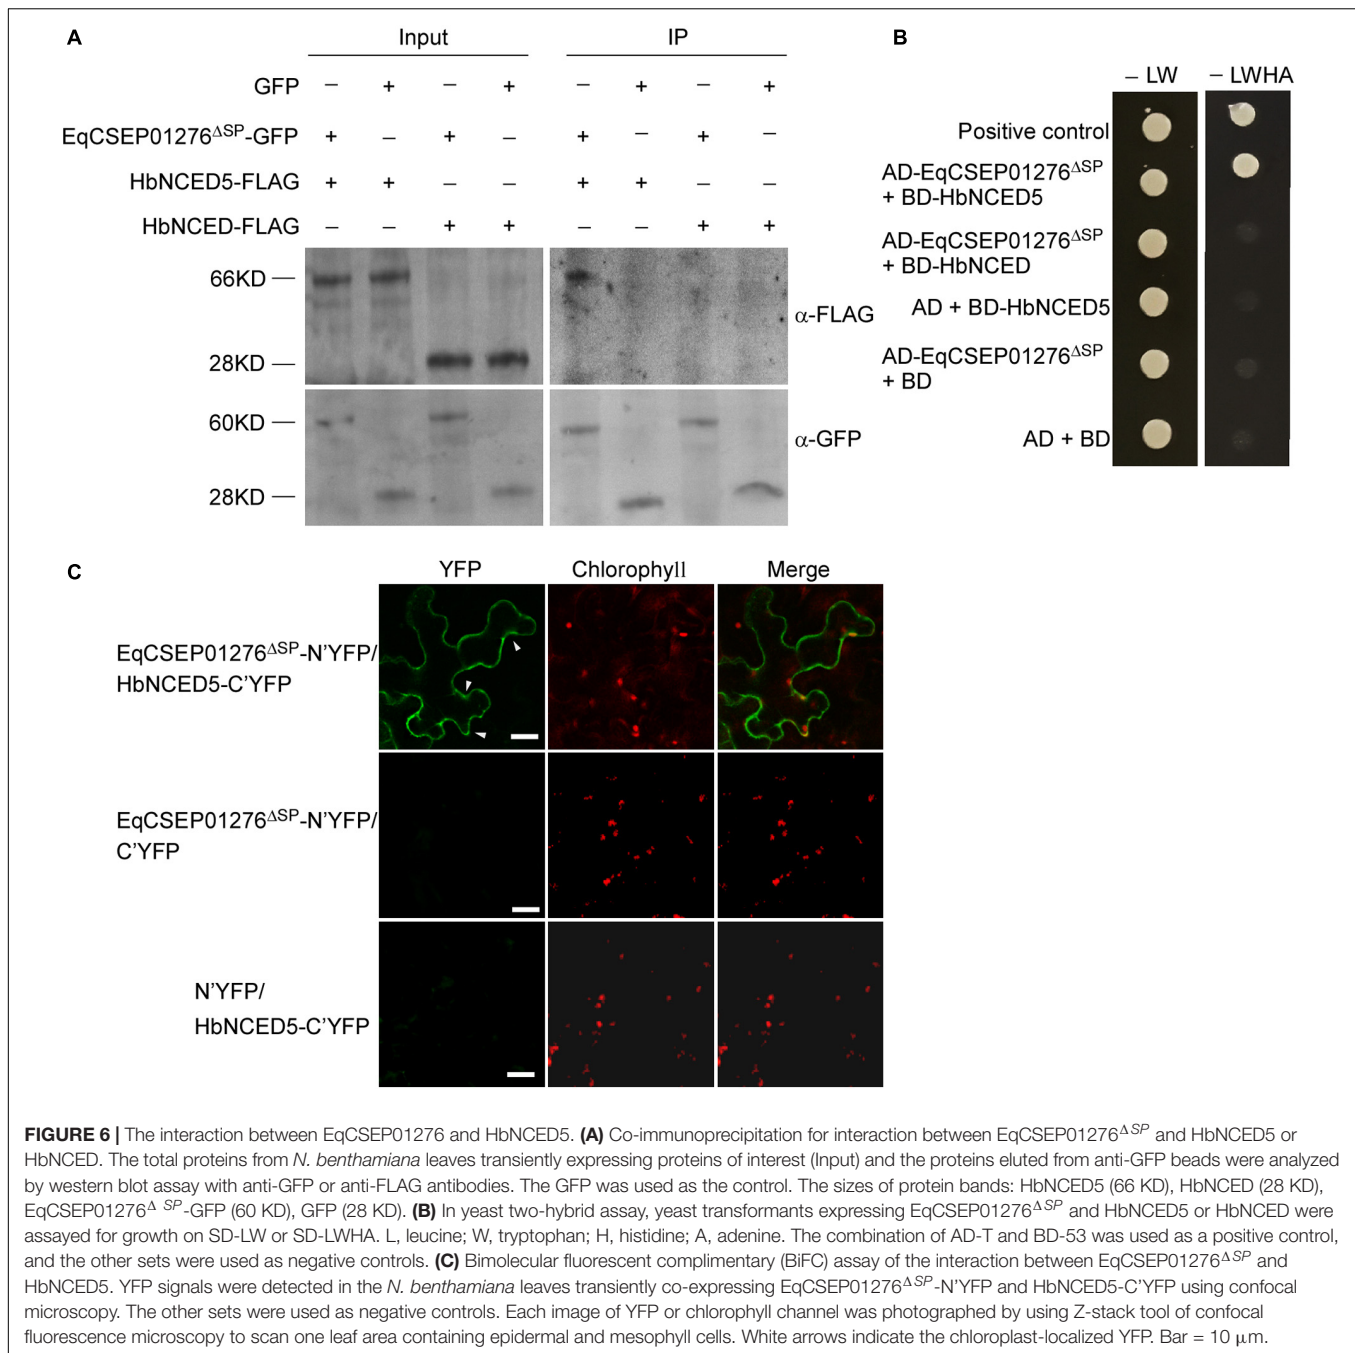 A
Input
IP
GFP − + − + − + − +
EqCSEP01276ΔSP-GFP + − + − + − + −
HbNCED5-FLAG + + − − + + − −
HbNCED-FLAG − − + + − − + +
66KD
28KD
α-FLAG
60KD
28KD
α-GFP
B
− LW − LWHA
Positive control
AD-EqCSEP01276ΔSP
+ BD-HbNCED5
AD-EqCSEP01276ΔSP
+ BD-HbNCED
AD + BD-HbNCED5
AD-EqCSEP01276ΔSP
+ BD
AD + BD
C
YFP Chlorophyll Merge
EqCSEP01276ΔSP-N'YFP/
HbNCED5-C'YFP
EqCSEP01276ΔSP-N'YFP/
C'YFP
N'YFP/
HbNCED5-C'YFP
FIGURE 6 | The interaction between EqCSEP01276 and HbNCED5. (A) Co-immunoprecipitation for interaction between EqCSEP01276ΔSP and HbNCED5 or
HbNCED. The total proteins from N. benthamiana leaves transiently expressing proteins of interest (Input) and the proteins eluted from anti-GFP beads were analyzed
by western blot assay with anti-GFP or anti-FLAG antibodies. The GFP was used as the control. The sizes of protein bands: HbNCED5 (66 KD), HbNCED (28 KD),
EqCSEP01276Δ SP-GFP (60 KD), GFP (28 KD). (B) In yeast two-hybrid assay, yeast transformants expressing EqCSEP01276ΔSP and HbNCED5 or HbNCED were
assayed for growth on SD-LW or SD-LWHA. L, leucine; W, tryptophan; H, histidine; A, adenine. The combination of AD-T and BD-53 was used as a positive control,
and the other sets were used as negative controls. (C) Bimolecular fluorescent complimentary (BiFC) assay of the interaction between EqCSEP01276ΔSP and
HbNCED5. YFP signals were detected in the N. benthamiana leaves transiently co-expressing EqCSEP01276ΔSP-N'YFP and HbNCED5-C'YFP using confocal
microscopy. The other sets were used as negative controls. Each image of YFP or chlorophyll channel was photographed by using Z-stack tool of confocal
fluorescence microscopy to scan one leaf area containing epidermal and mesophyll cells. White arrows indicate the chloroplast-localized YFP. Bar = 10 μm.